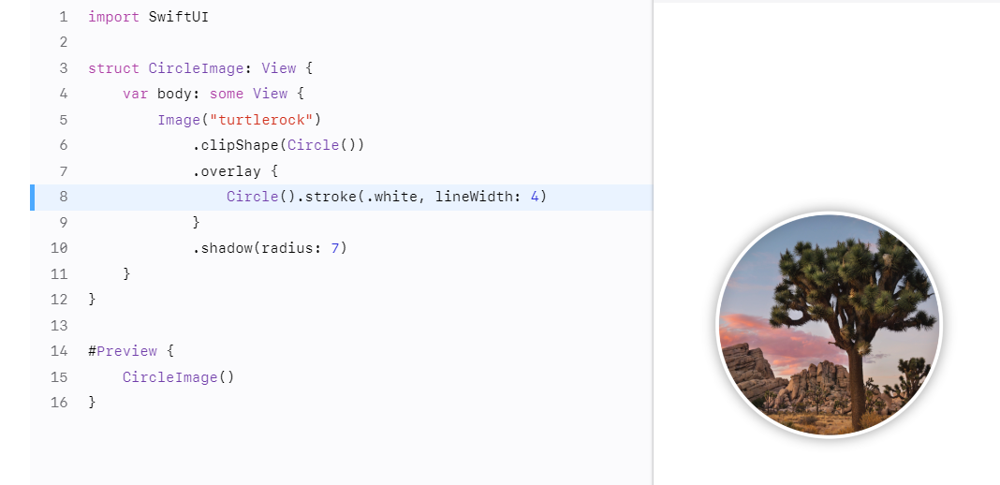 1 import SwiftUI
2
3 struct CircleImage: View {
4     var body: some View {
5         Image("turtlerock")
6             .clipShape(Circle())
7             .overlay {
8                 Circle().stroke(.white, lineWidth: 4)
9             }
10             .shadow(radius: 7)
11     }
12 }
13
14 #Preview {
15     CircleImage()
16 }